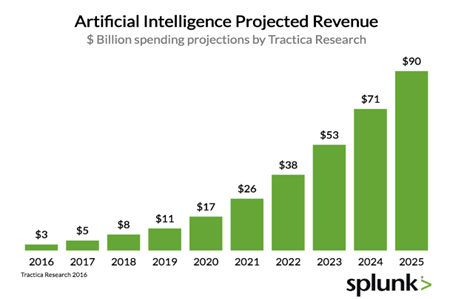 Artificial Intelligence Projected Revenue
$ Billion spending projections by Tractica Research
$3 $5 $8 $11 $17 $26 $38 $53 $71 $90
2016 2017 2018 2019 2020 2021 2022 2023 2024 2025
Tractica Research 2016
splunk>